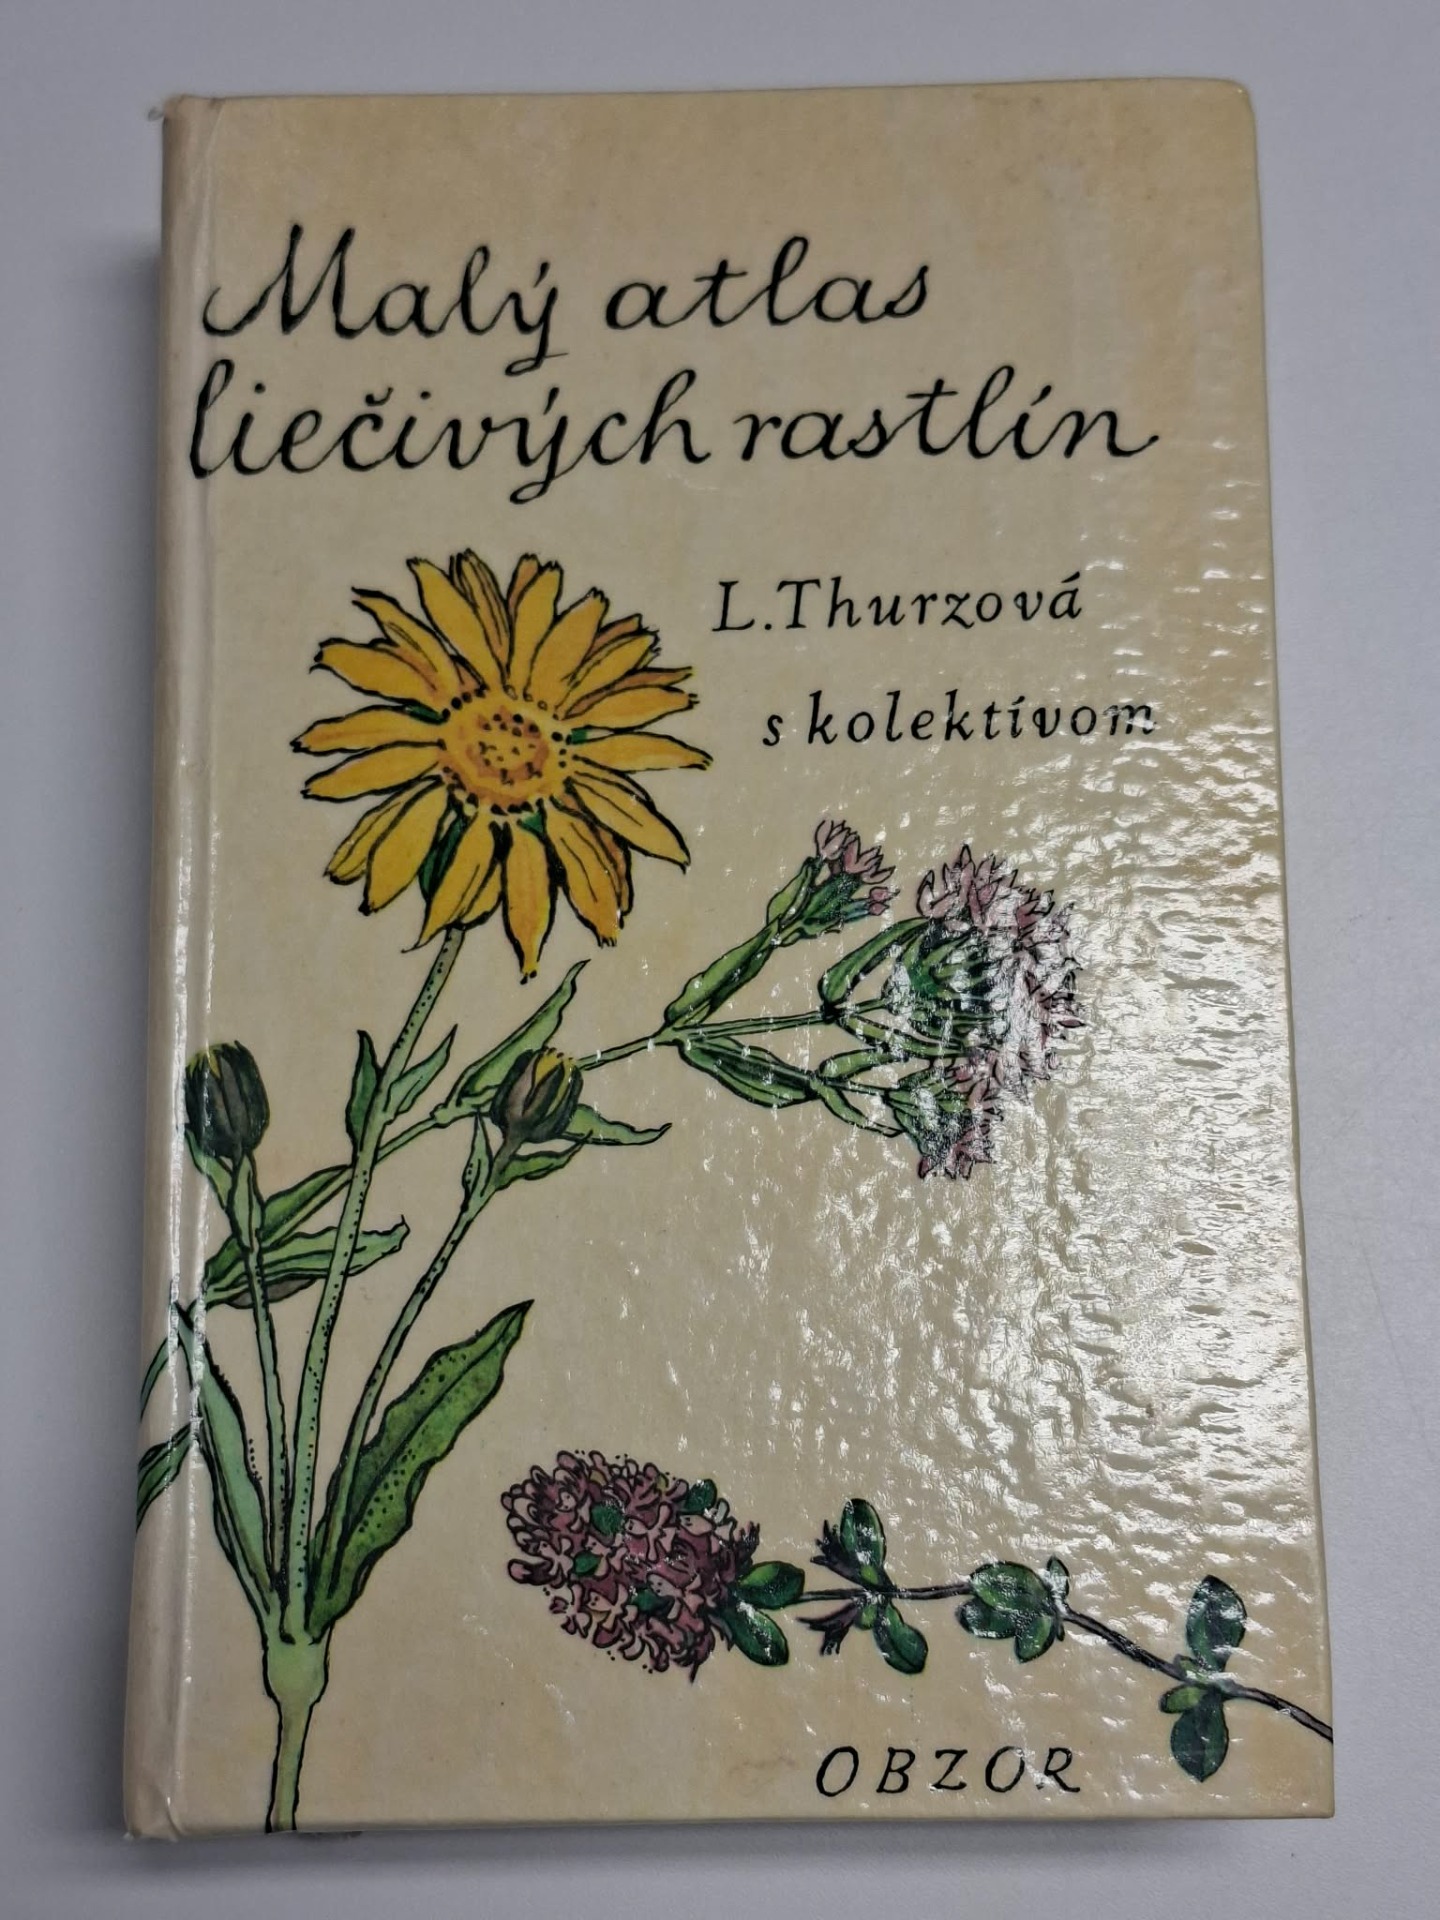 Malý atlas
liečivých rastlín
L. Thurzová
s kolektívom
OBZOR